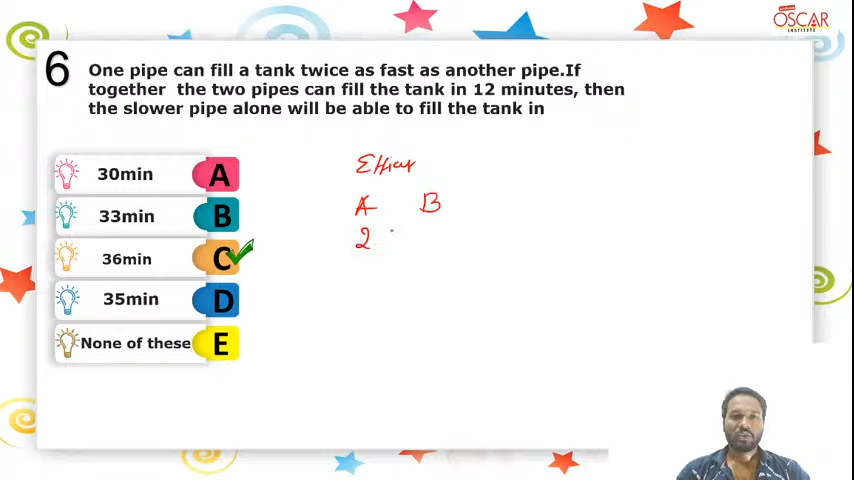 OSCAR
INSTITUTE
6
One pipe can fill a tank twice as fast as another pipe.If
together the two pipes can fill the tank in 12 minutes, then
the slower pipe alone will be able to fill the tank in
30min A
33min B
36min C
35min D
None of these E
A B
2